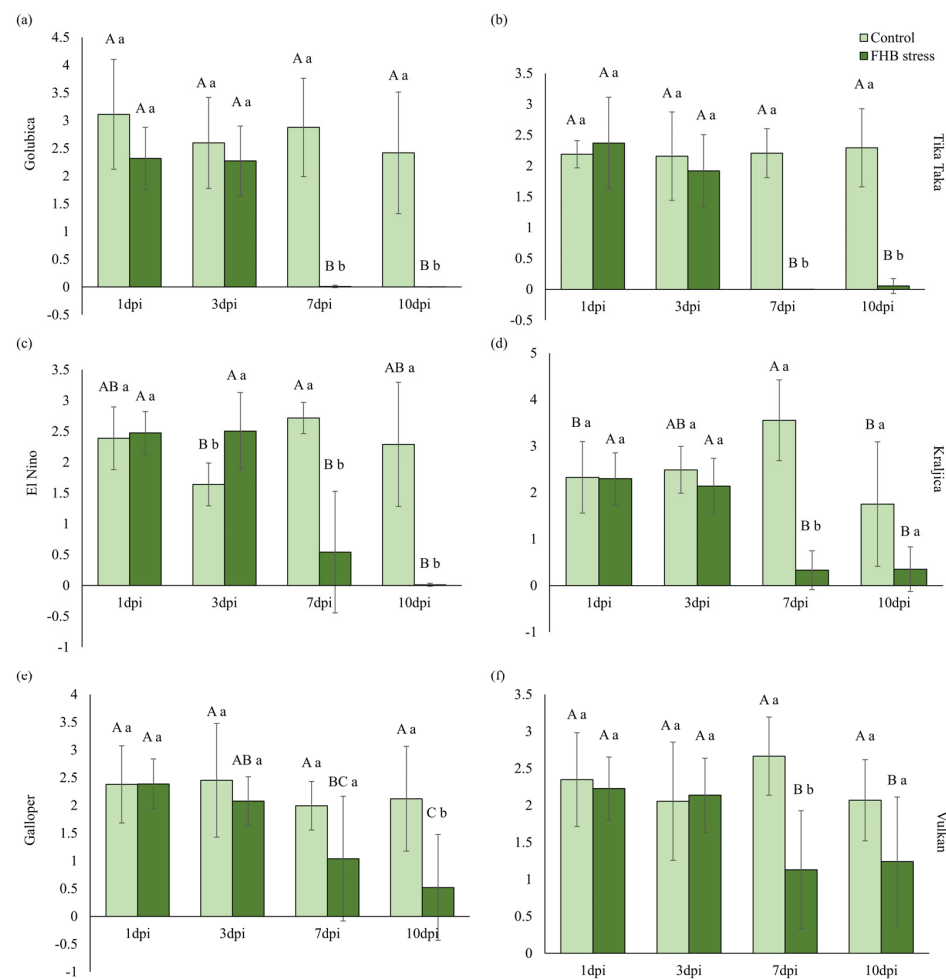 (a)
Golubica
4.5
4
3.5
3
2.5
2
1.5
1
0.5
0
-0.5
A a
A a
A a
A a
A a
B b
A a
B b
1dpi
3dpi
7dpi
10dpi
(b)
Control
FHB stress
Tika Taka
3.5
3
2.5
2
1.5
1
0.5
0
-0.5
A a
A a
A a
A a
A a
B b
A a
B b
1dpi
3dpi
7dpi
10dpi
(c)
El Nino
3.5
3
2.5
2
1.5
1
0.5
0
-0.5
-1
AB a
A a
B b
A a
A a
B b
AB a
B b
1dpi
3dpi
7dpi
10dpi
(d)
Kraljica
5
4
3
2
1
0
-1
B a
A a
AB a
A a
A a
B b
B a
B a
1dpi
3dpi
7dpi
10dpi
(e)
Galloper
4
3.5
3
2.5
2
1.5
1
0.5
0
-0.5
-1
A a
A a
A a
AB a
A a
BC a
A a
C b
1dpi
3dpi
7dpi
10dpi
(f)
Vulkan
3.5
3
2.5
2
1.5
1
0.5
0
A a
A a
A a
A a
A a
B b
A a
B a
1dpi
3dpi
7dpi
10dpi